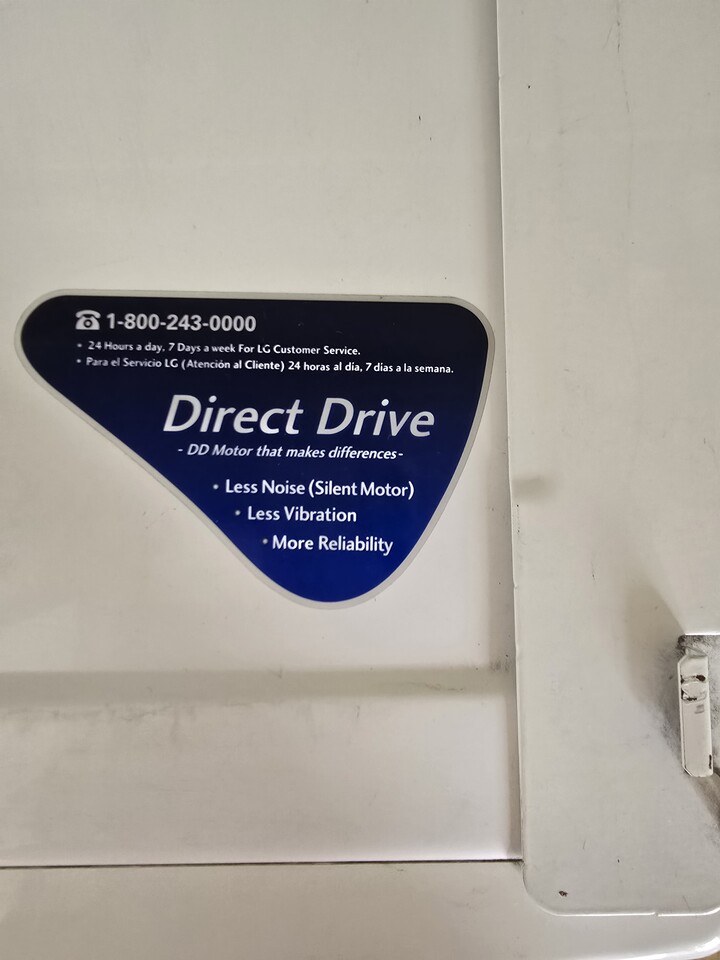 1-800-243-0000
• 24 Hours a day, 7 Days a week For LG Customer Service.
• Para el Servicio LG (Atención al Cliente) 24 horas al día, 7 dias a la semana.
Direct Drive
- DD Motor that makes differences-
• Less Noise (Silent Motor)
• Less Vibration
• More Reliability